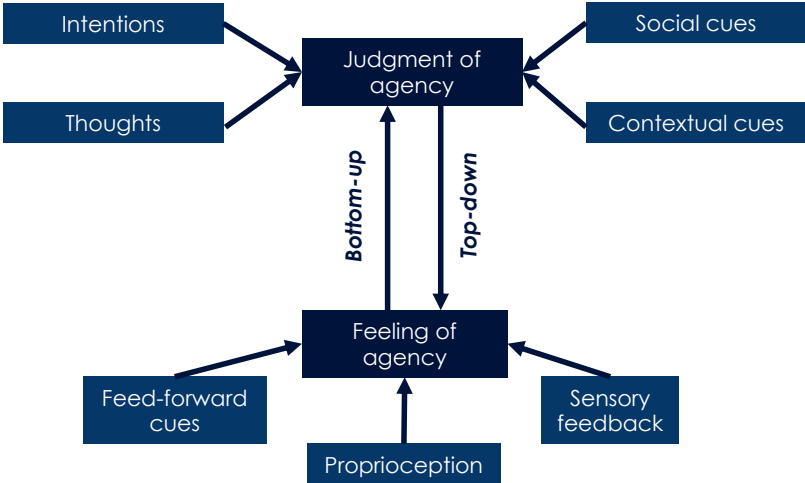 Intentions
Social cues
Judgment of
agency
Thoughts
Contextual cues
Bottom-up
Top-down
Feeling of
agency
Feed-forward
cues
Sensory
feedback
Proprioception